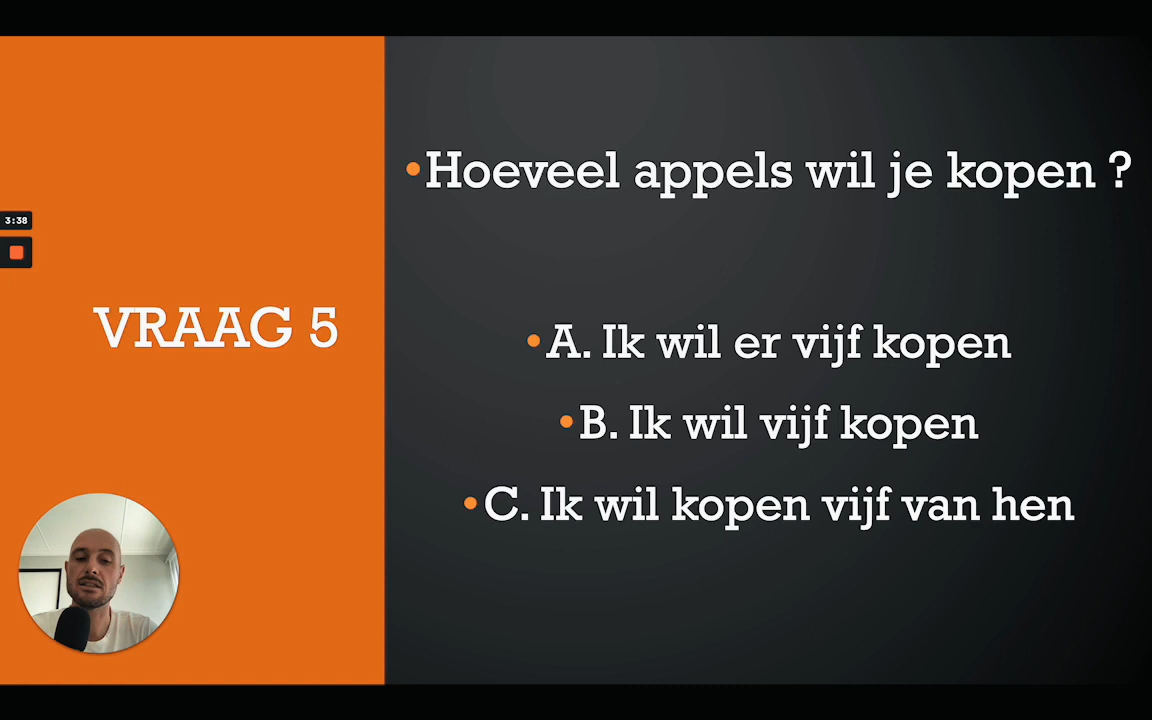 3:38
VRAAG 5
•Hoeveel appels wil je kopen ?
•A. Ik wil er vijf kopen
•B. Ik wil vijf kopen
•C. Ik wil kopen vijf van hen